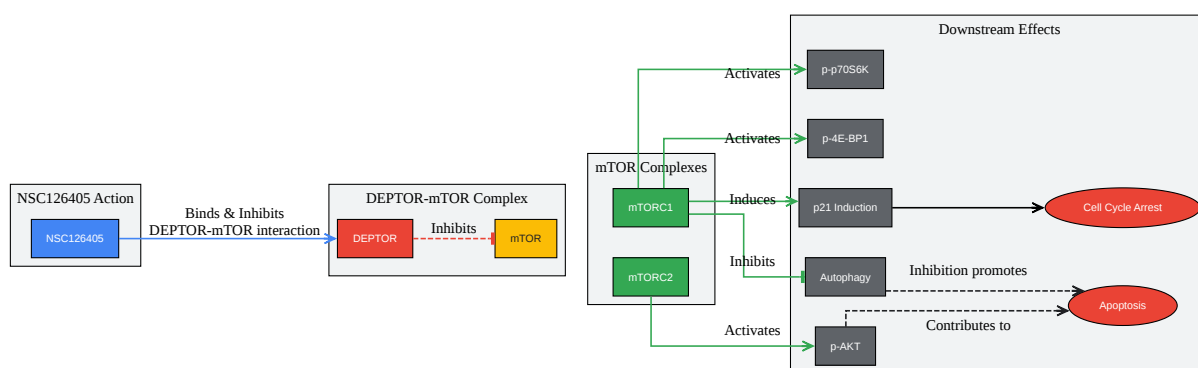 Downstream Effects
p-p70S6K
Activates
p-4E-BP1
Activates
mTOR Complexes
NSC126405 Action
DEPTOR-mTOR Complex
Binds & Inhibits
DEPTOR-mTOR interaction
NSC126405
DEPTOR
Inhibits
mTOR
mTORC1
Induces
p21 Induction
Cell Cycle Arrest
mTORC2
Inhibits
Autophagy
Inhibition promotes
Apoptosis
Contributes to
Activates
p-AKT